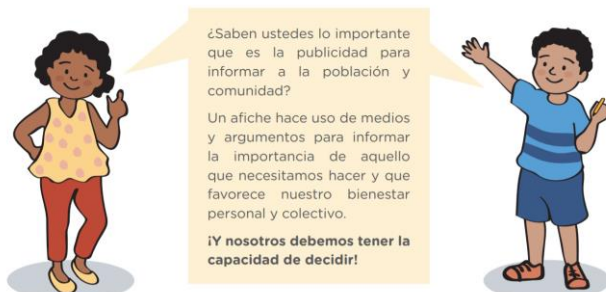 ¿Saben ustedes lo importante
que es la publicidad para
informar a la población y
comunidad?
Un afiche hace uso de medios
y argumentos para informar
la importancia de aquello
que necesitamos hacer y que
favorece nuestro bienestar
personal y colectivo.
¡Y nosotros debemos tener la
capacidad de decidir!